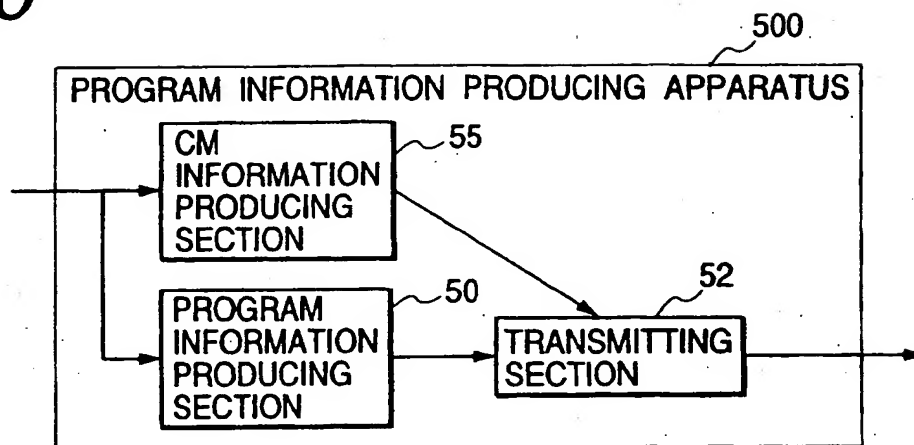 500
PROGRAM INFORMATION PRODUCING APPARATUS
CM
INFORMATION
PRODUCING
SECTION
55
PROGRAM
INFORMATION
PRODUCING
SECTION
50
TRANSMITTING
SECTION
52